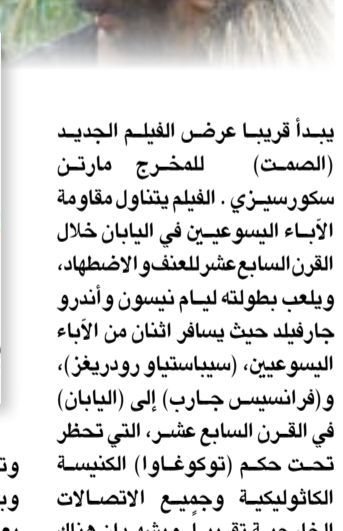 يبدأ قريبا عرض الفيلم الجديد
(الصمت) للمخرج مارتن
سكورسيزي . الفيلم يتناول مقاومة
الآباء اليسوعيين في اليابان خلال
القرن السابع عشر للعنف والاضطهاد،
ويلعب بطولته ليام نيسون وأندرو
جارفيلد حيث يسافر اثنان من الآباء
اليسوعيين، (سيباستياو رودريغز)،
و(فرانسيس جارب) إلى (اليابان)
في القرن السابع عشر، التي تحظر
تحت حكم (توكوغاوا) الكنيسة
الكاثوليكية وجميع الاتصالات